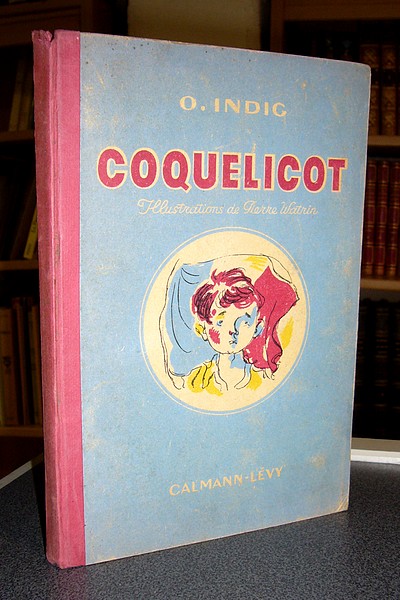 O. INDIG
COQUELICOT
Illustrations de Pierre Watrin
CALMANN-LÉVY